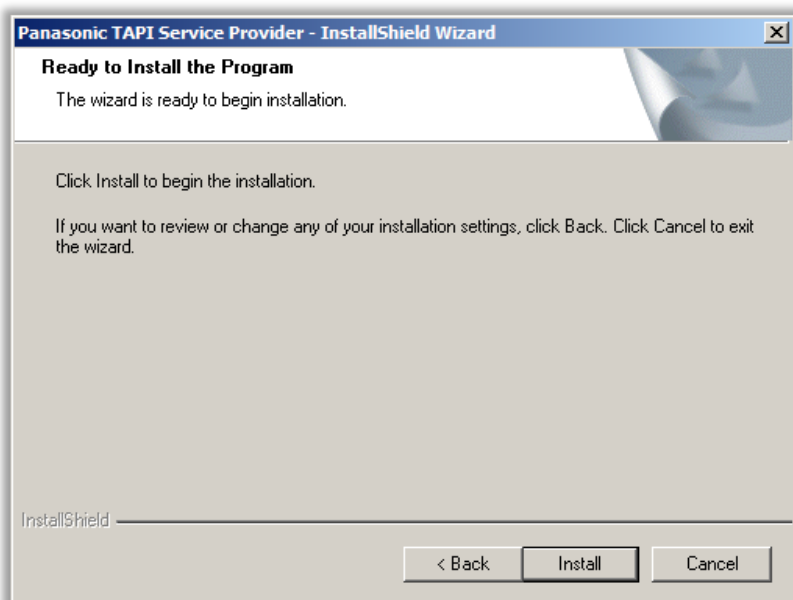 Panasonic TAPI Service Provider - InstallShield Wizard
Ready to Install the Program
The wizard is ready to begin installation.
Click Install to begin the installation.
If you want to review or change any of your installation settings, click Back. Click Cancel to exit
the wizard.
InstallShield
< Back
Install
Cancel